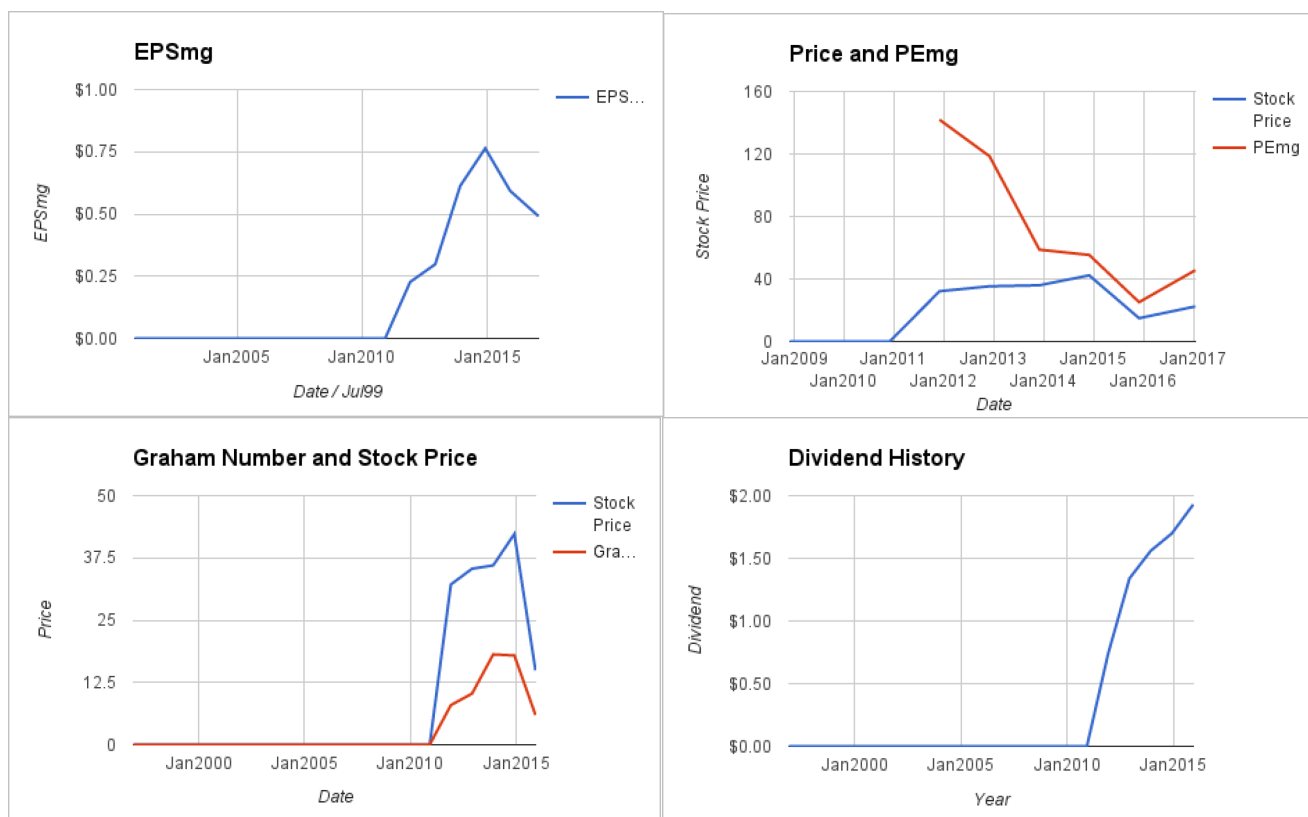 EPSmg
$1.00
$0.75
$0.50
$0.25
$0.00
EPSmg
Jan2005
Jan2010
Jan2015
Date / Jul99
EPS...
Price and PEmg
160
120
80
40
0
Stock Price
Jan2009
Jan2010
Jan2011
Jan2012
Jan2013
Jan2014
Jan2015
Jan2016
Jan2017
Date
Stock
Price
PEmg
Graham Number and Stock Price
50
37.5
25
12.5
0
Price
Jan2000
Jan2005
Jan2010
Jan2015
Date
Stock
Price
Gra...
Dividend History
$2.00
$1.50
$1.00
$0.50
$0.00
Dividend
Jan2000
Jan2005
Jan2010
Jan2015
Year